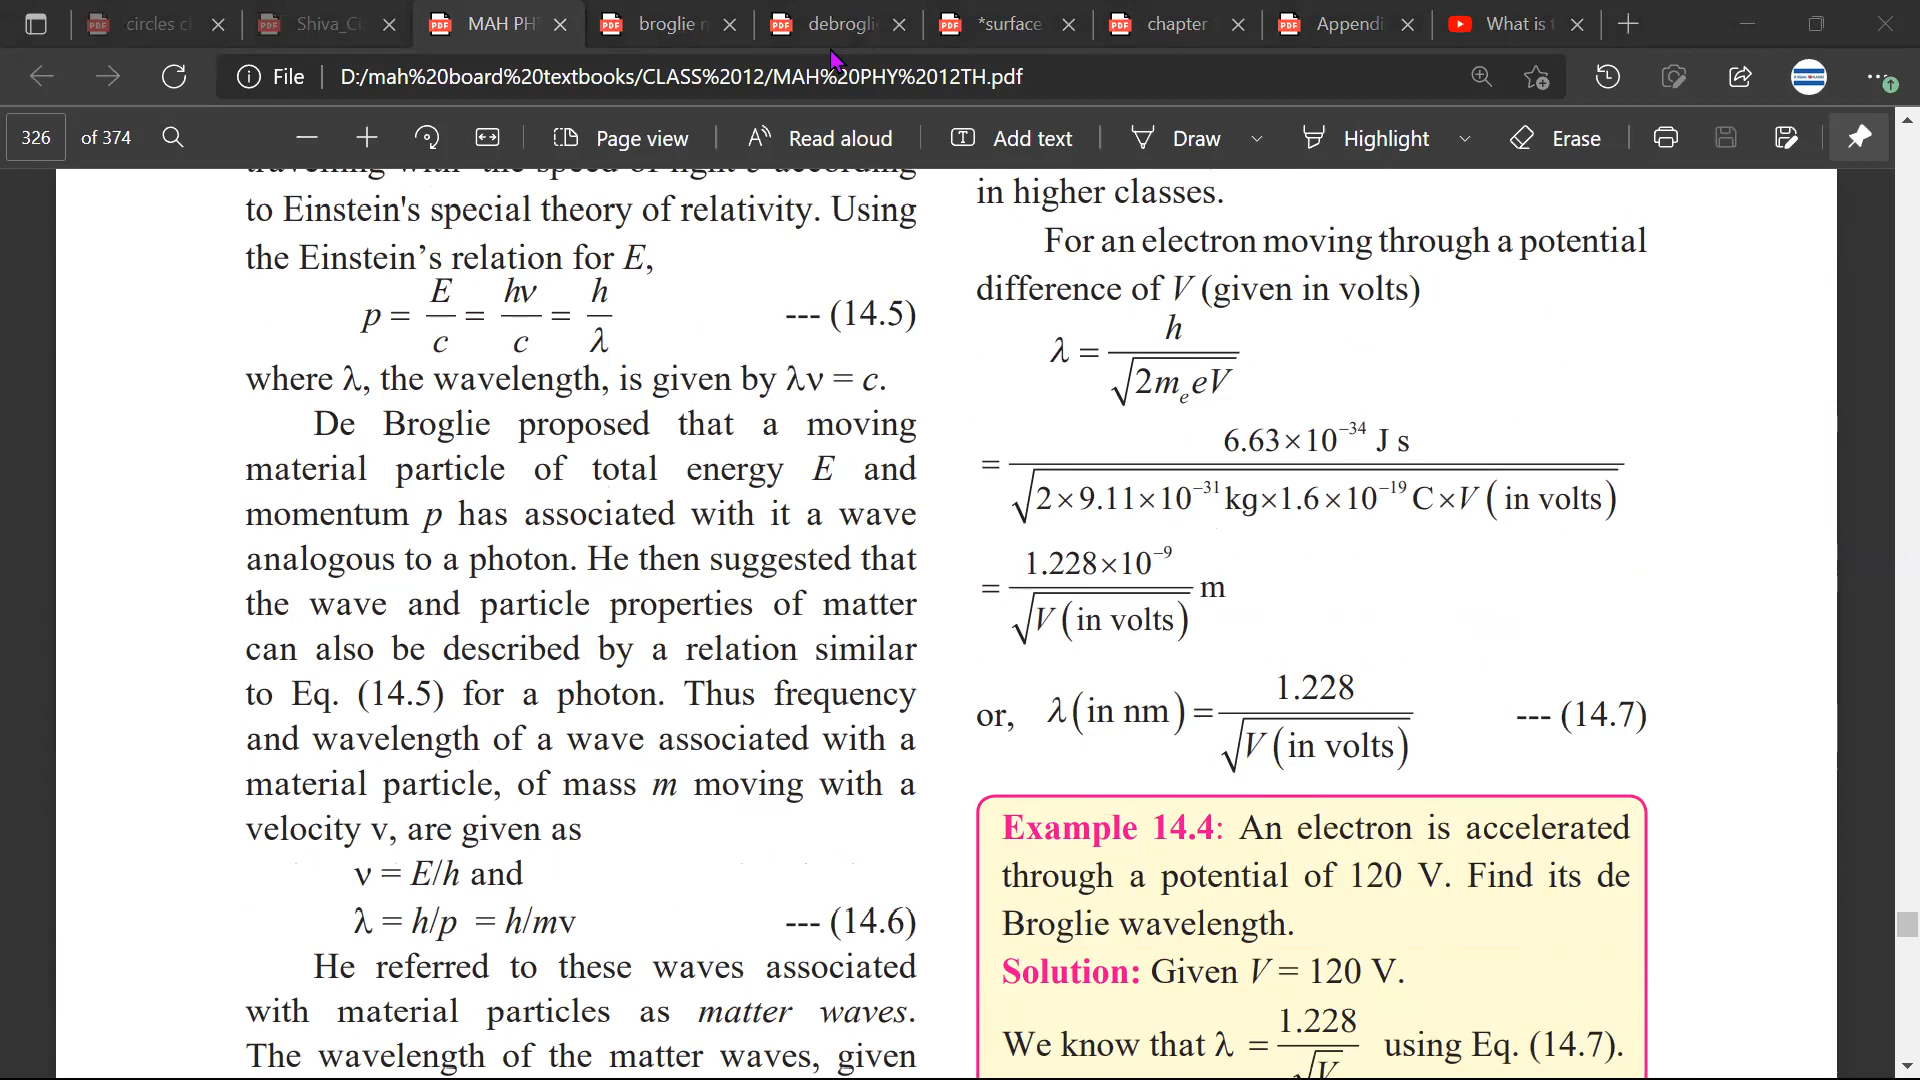 circles cl
Shiva_Ci
MAH PH
broglie n
debrogli
*surface
chapter
Appendi
What is t
File
D:/mah%20board%20textbooks/CLASS%2012/MAH%20PHY%2012TH.pdf
326 of 374
Page view
Read aloud
Add text
Draw
Highlight
Erase
travelling with the speed of light c according
to Einstein's special theory of relativity. Using
the Einstein’s relation for E,
p = E/c = hν/c = h/λ --- (14.5)
where λ, the wavelength, is given by λν = c.
De Broglie proposed that a moving
material particle of total energy E and
momentum p has associated with it a wave
analogous to a photon. He then suggested that
the wave and particle properties of matter
can also be described by a relation similar
to Eq. (14.5) for a photon. Thus frequency
and wavelength of a wave associated with a
material particle, of mass m moving with a
velocity v, are given as
ν = E/h and
λ = h/p = h/mv --- (14.6)
He referred to these waves associated
with material particles as matter waves.
The wavelength of the matter waves, given
in higher classes.
For an electron moving through a potential
difference of V (given in volts)
λ = h/√(2mₑeV)
= 6.63×10⁻³⁴ J s/√(2×9.11×10⁻³¹kg×1.6×10⁻¹⁹C×V(in volts))
= 1.228×10⁻⁹/√(V(in volts)) m
or, λ(in nm) = 1.228/√(V(in volts)) --- (14.7)
Example 14.4: An electron is accelerated
through a potential of 120 V. Find its de
Broglie wavelength.
Solution: Given V = 120 V.
We know that λ = 1.228/√V using Eq. (14.7).